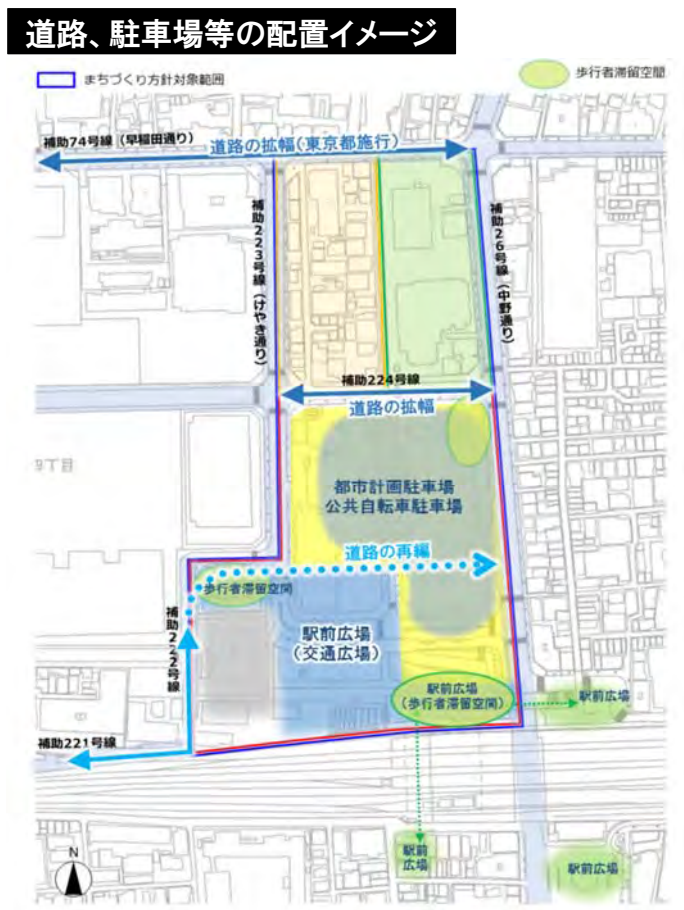 道路、駐車場等の配置イメージ
まちづくり方針対象範囲
歩行者滞留空間
補助74号線（早稲田通り）
道路の拡幅（東京都施行）
補助223号線（けやき通り）
補助26号線（中野通り）
補助224号線
道路の拡幅
都市計画駐車場
公共自転車駐車場
道路の再編
歩行者滞留空間
補助222号線
駅前広場
（交通広場）
駅前広場
（歩行者滞留空間）
駅前広場
補助221号線
駅前
広場
駅前広場
N